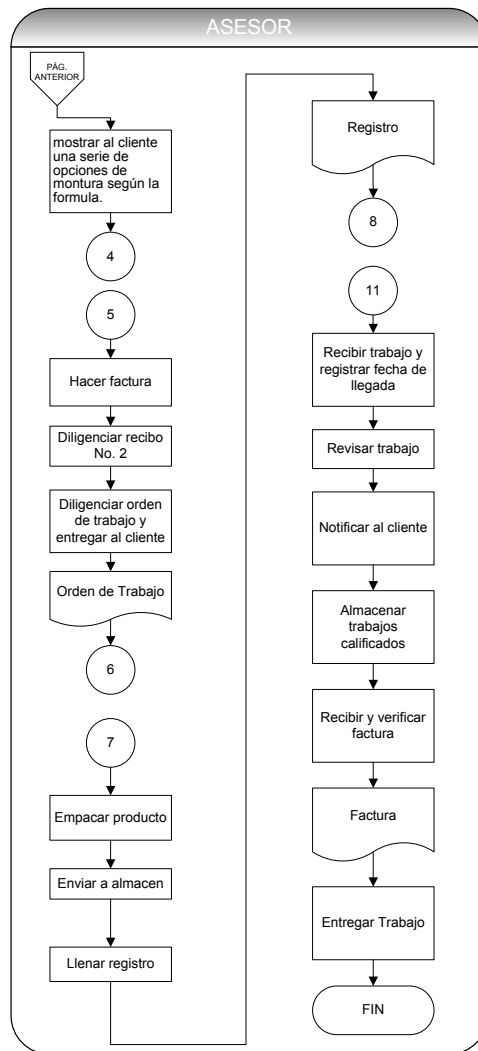 ASESOR
PÁG.
ANTERIOR
mostrar al cliente
una serie de
opciones de
montura según la
formula.
4
5
Hacer factura
Diligenciar recibo
No. 2
Diligenciar orden
de trabajo y
entregar al cliente
Orden de Trabajo
6
7
Empacar producto
Enviar a almacen
Llenar registro
Registro
8
11
Recibir trabajo y
registrar fecha de
llegada
Revisar trabajo
Notificar al cliente
Almacenar
trabajos
calificados
Recibir y verificar
factura
Factura
Entregar Trabajo
FIN